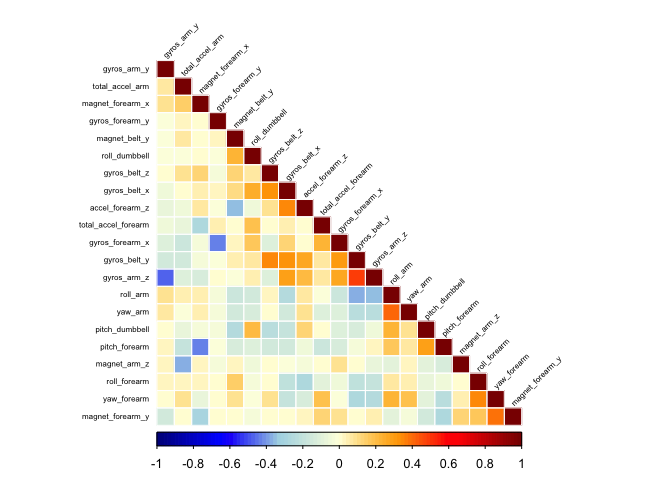 gyros_arm_y
total_accel_arm
magnet_forearm_x
gyros_forearm_y
magnet_belt_y
roll_dumbbell
gyros_belt_z
gyros_belt_x
accel_forearm_z
total_accel_forearm
gyros_forearm_x
gyros_belt_y
gyros_arm_z
roll_arm
yaw_arm
pitch_dumbbell
pitch_forearm
magnet_arm_z
roll_forearm
yaw_forearm
magnet_forearm_y
gyros_arm_y
total_accel_arm
magnet_forearm_x
gyros_forearm_y
magnet_belt_y
roll_dumbbell
gyros_belt_z
gyros_belt_x
accel_forearm_z
total_accel_forearm
gyros_forearm_x
gyros_belt_y
gyros_arm_z
roll_arm
yaw_arm
pitch_dumbbell
pitch_forearm
magnet_arm_z
roll_forearm
yaw_forearm
magnet_forearm_y
-1 -0.8 -0.6 -0.4 -0.2 0 0.2 0.4 0.6 0.8 1